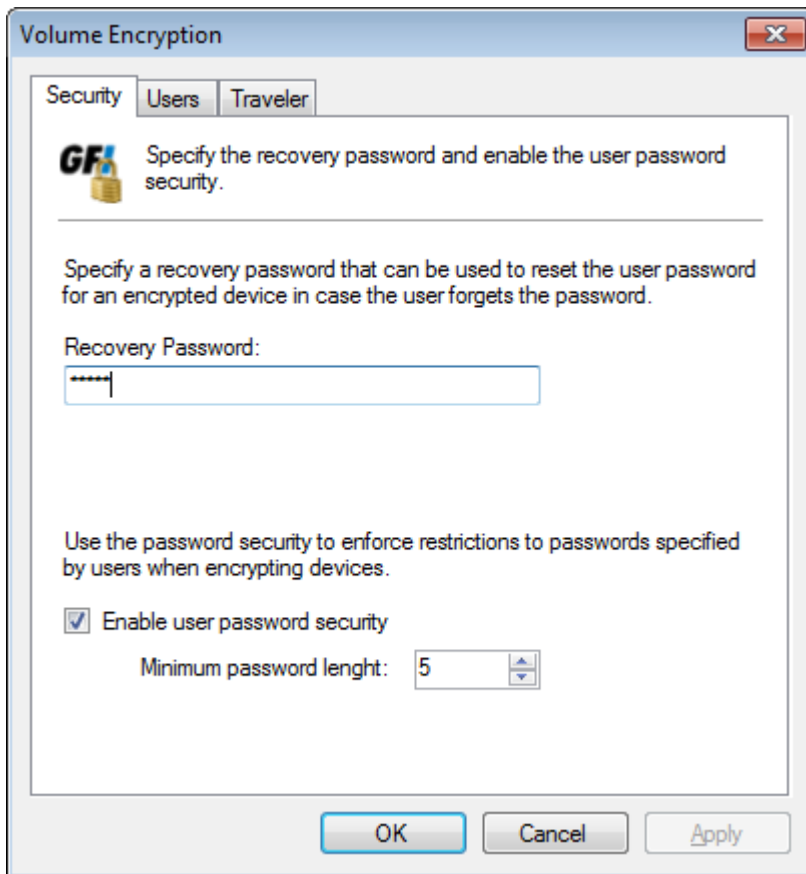 Volume Encryption
Security Users Traveler
GFI
Specify the recovery password and enable the user password
security.
Specify a recovery password that can be used to reset the user password
for an encrypted device in case the user forgets the password.
Recovery Password:
*****
Use the password security to enforce restrictions to passwords specified
by users when encrypting devices.
Enable user password security
Minimum password lenght: 5
OK Cancel Apply